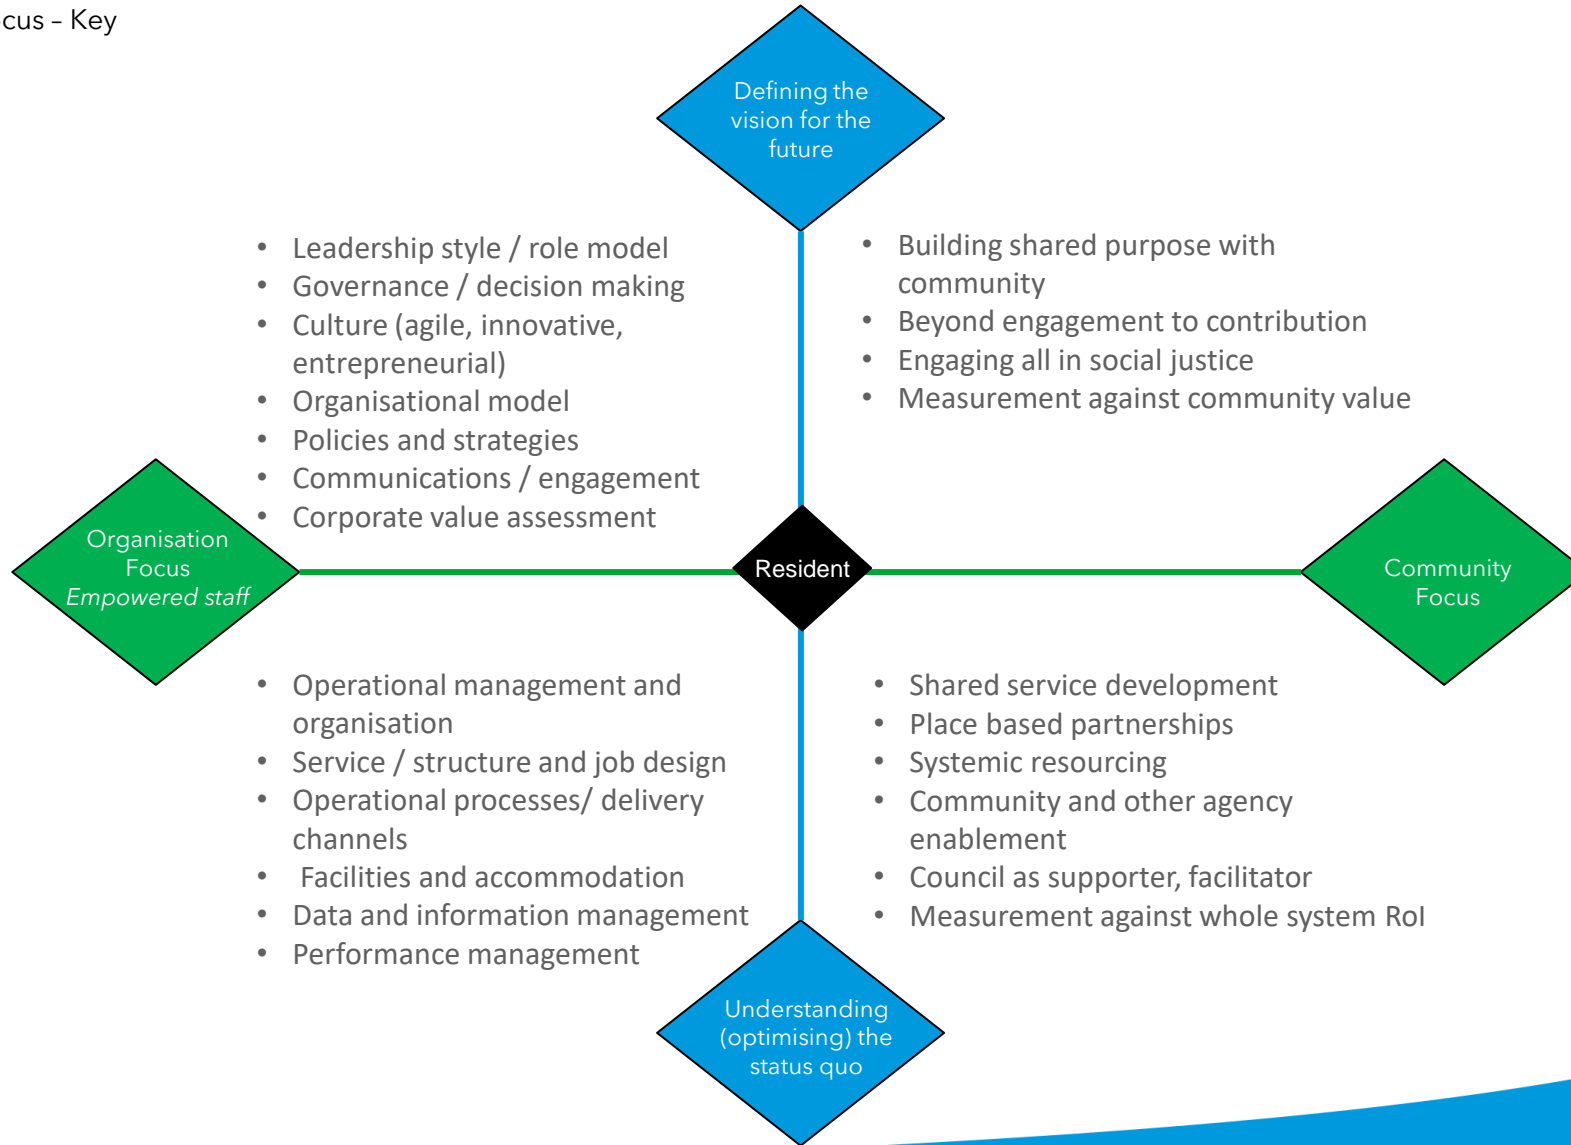 cus – Key
Defining the
vision for the
future
• Leadership style / role model
• Governance / decision making
• Culture (agile, innovative,
entrepreneurial)
• Organisational model
• Policies and strategies
• Communications / engagement
• Corporate value assessment
• Building shared purpose with
community
• Beyond engagement to contribution
• Engaging all in social justice
• Measurement against community value
Organisation
Focus
Empowered staff
Resident
Community
Focus
• Operational management and
organisation
• Service / structure and job design
• Operational processes/ delivery
channels
• Facilities and accommodation
• Data and information management
• Performance management
• Shared service development
• Place based partnerships
• Systemic resourcing
• Community and other agency
enablement
• Council as supporter, facilitator
• Measurement against whole system RoI
Understanding
(optimising) the
status quo